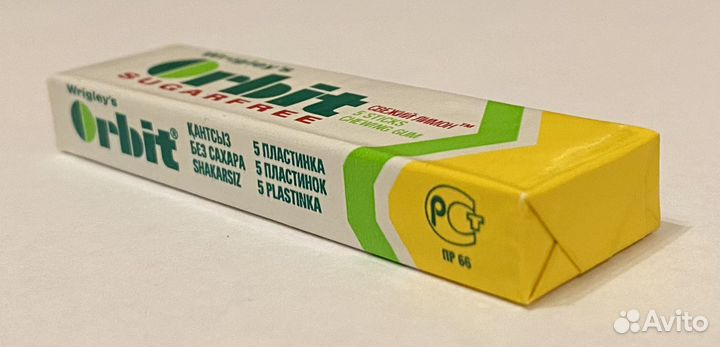 Wrigley's
Orbit
SUGARFREE
СВЕЖИЙ ЛИМОН™
5 STICKS
CHEWING GUM
Wrigley's
Orbit®
ҚАНТСЫЗ
БЕЗ САХАРА
SHAKARSIZ
5 ПЛАСТИНКА
5 ПЛАСТИНОК
5 PLASTINKA
РСТ
ПР 66
Avito